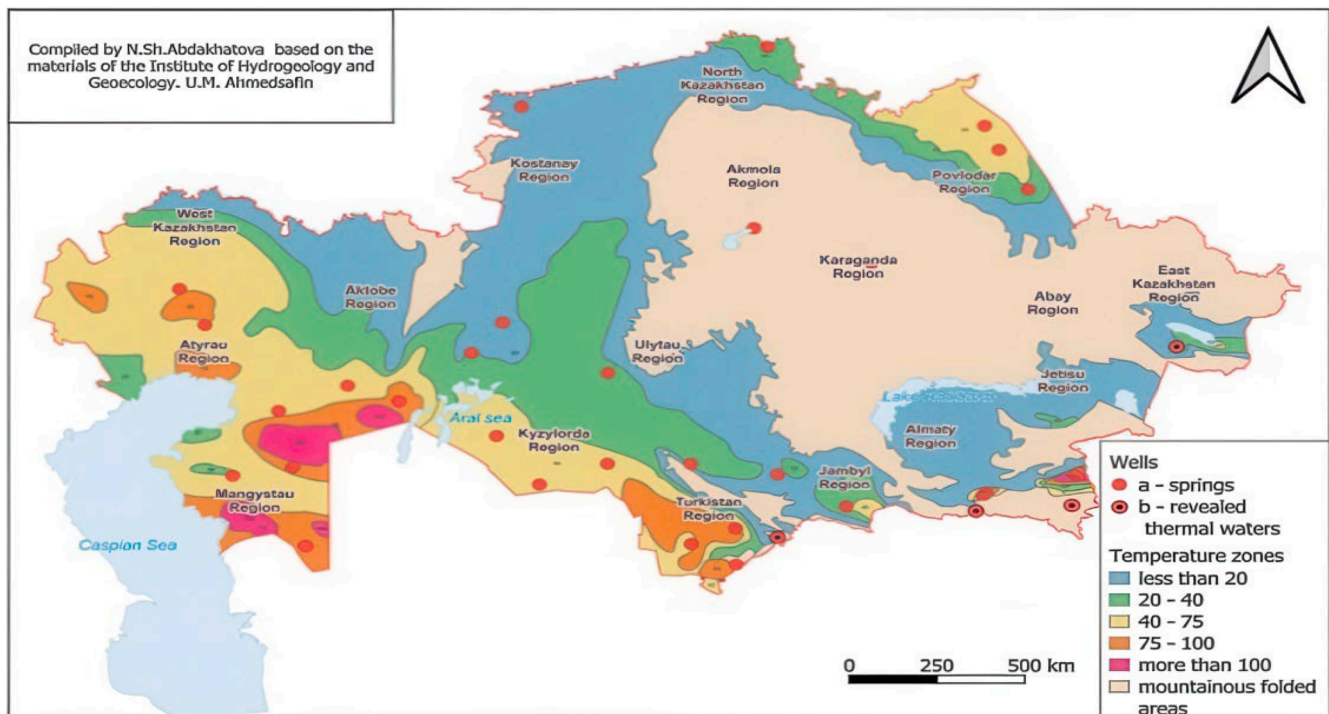 Compiled by N.Sh.Abdakhatova based on the
materials of the Institute of Hydrogeology and
Geoecology. U.M. Ahmedsafin
North
Kazakhstan
Region
Kostanay
Region
Akmola
Region
Povlodar
Region
West
Kazakhstan
Region
Karaganda
Region
East
Kazakhstan
Region
Aktobe
Region
Abay
Region
Atyrau
Region
Ulytau
Region
Jetisu
Region
Lake
Aral sea
Kyzylorda
Region
Almaty
Region
Jambyl
Region
Mangystau
Region
Turkistan
Region
Caspian Sea
Wells
a - springs
b - revealed
thermal waters
Temperature zones
less than 20
20 - 40
40 - 75
75 - 100
more than 100
mountainous folded
areas
0 250 500 km